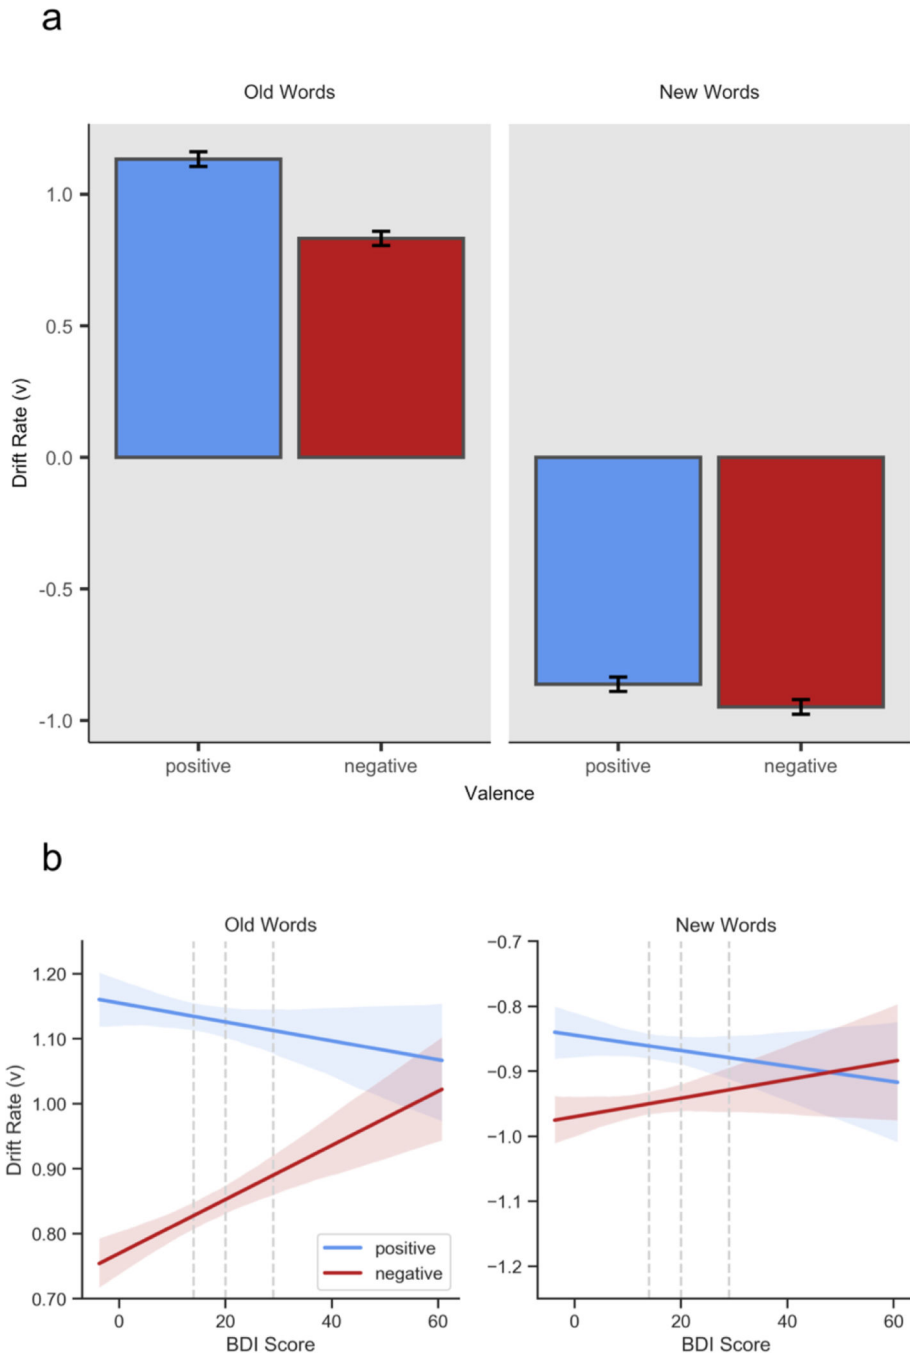 a
Old Words
New Words
1.0
0.5
0.0
-0.5
-1.0
Drift Rate (v)
positive
negative
positive
negative
Valence
b
Old Words
New Words
1.20
1.10
1.00
0.90
0.80
0.70
Drift Rate (v)
positive
negative
0
20
40
60
BDI Score
−0.7
−0.8
−0.9
−1.0
−1.1
−1.2
0
20
40
60
BDI Score